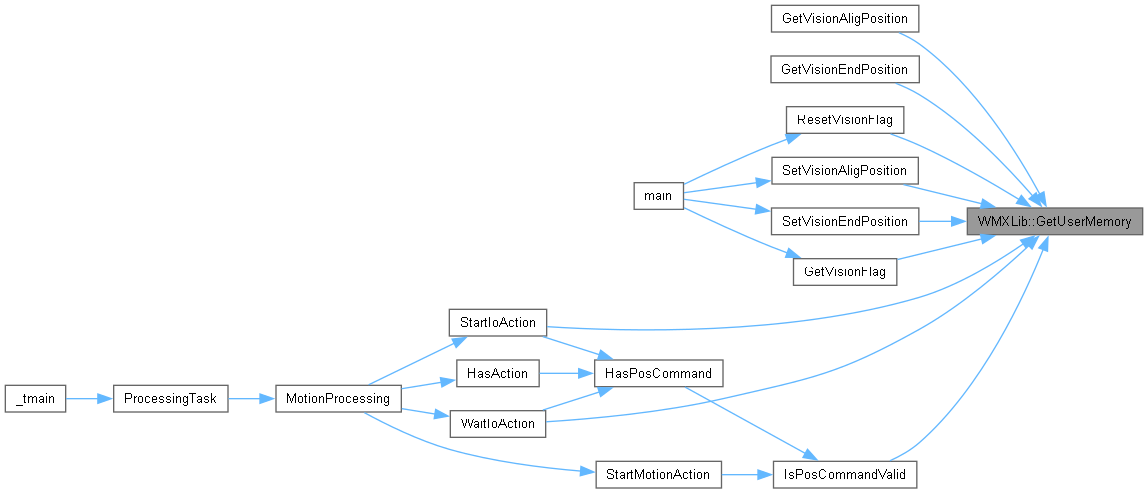 GetVisionAligPosition
GetVisionEndPosition
ResetVisionFlag
SetVisionAligPosition
main
SetVisionEndPosition
WMXLib::GetUserMemory
GetVisionFlag
StartIoAction
HasAction
HasPosCommand
_tmain
ProcessingTask
MotionProcessing
WaitIoAction
StartMotionAction
IsPosCommandValid